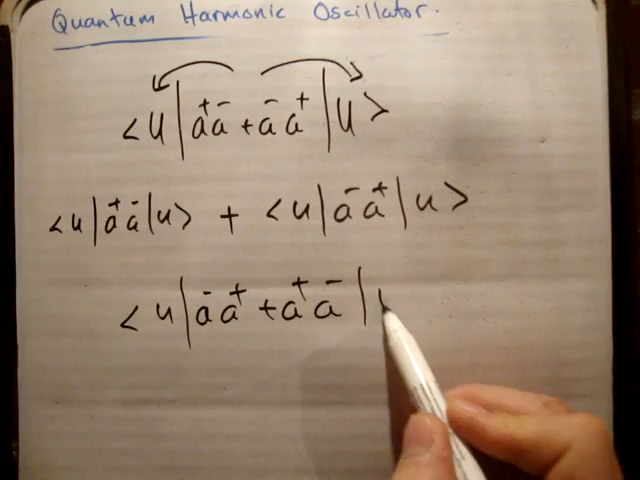 Quantum Harmonic Oscillator.
<u|a⁺a⁻+a⁻a⁺|u>
<u|a⁺a⁻|u> + <u|a⁻a⁺|u>
<u|a⁻a⁺+a⁺a⁻|